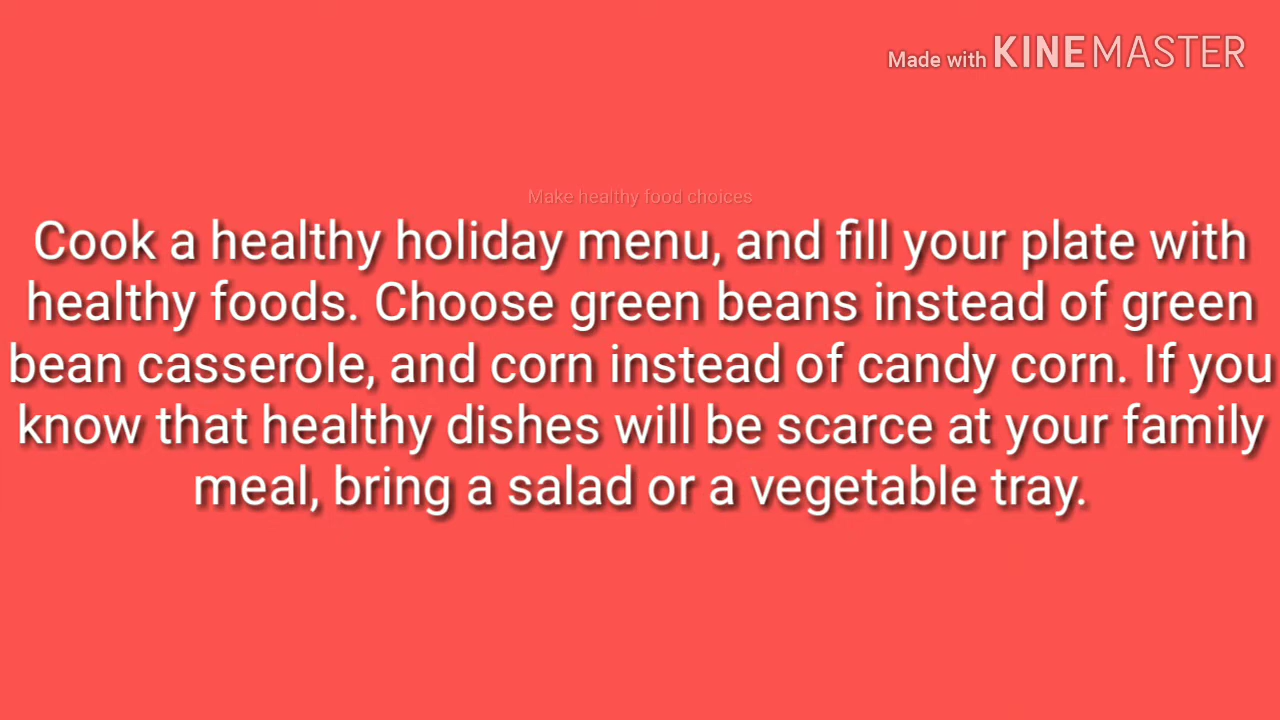 Made with KINEMASTER
Make healthy food choices
Cook a healthy holiday menu, and fill your plate with
healthy foods. Choose green beans instead of green
bean casserole, and corn instead of candy corn. If you
know that healthy dishes will be scarce at your family
meal, bring a salad or a vegetable tray.